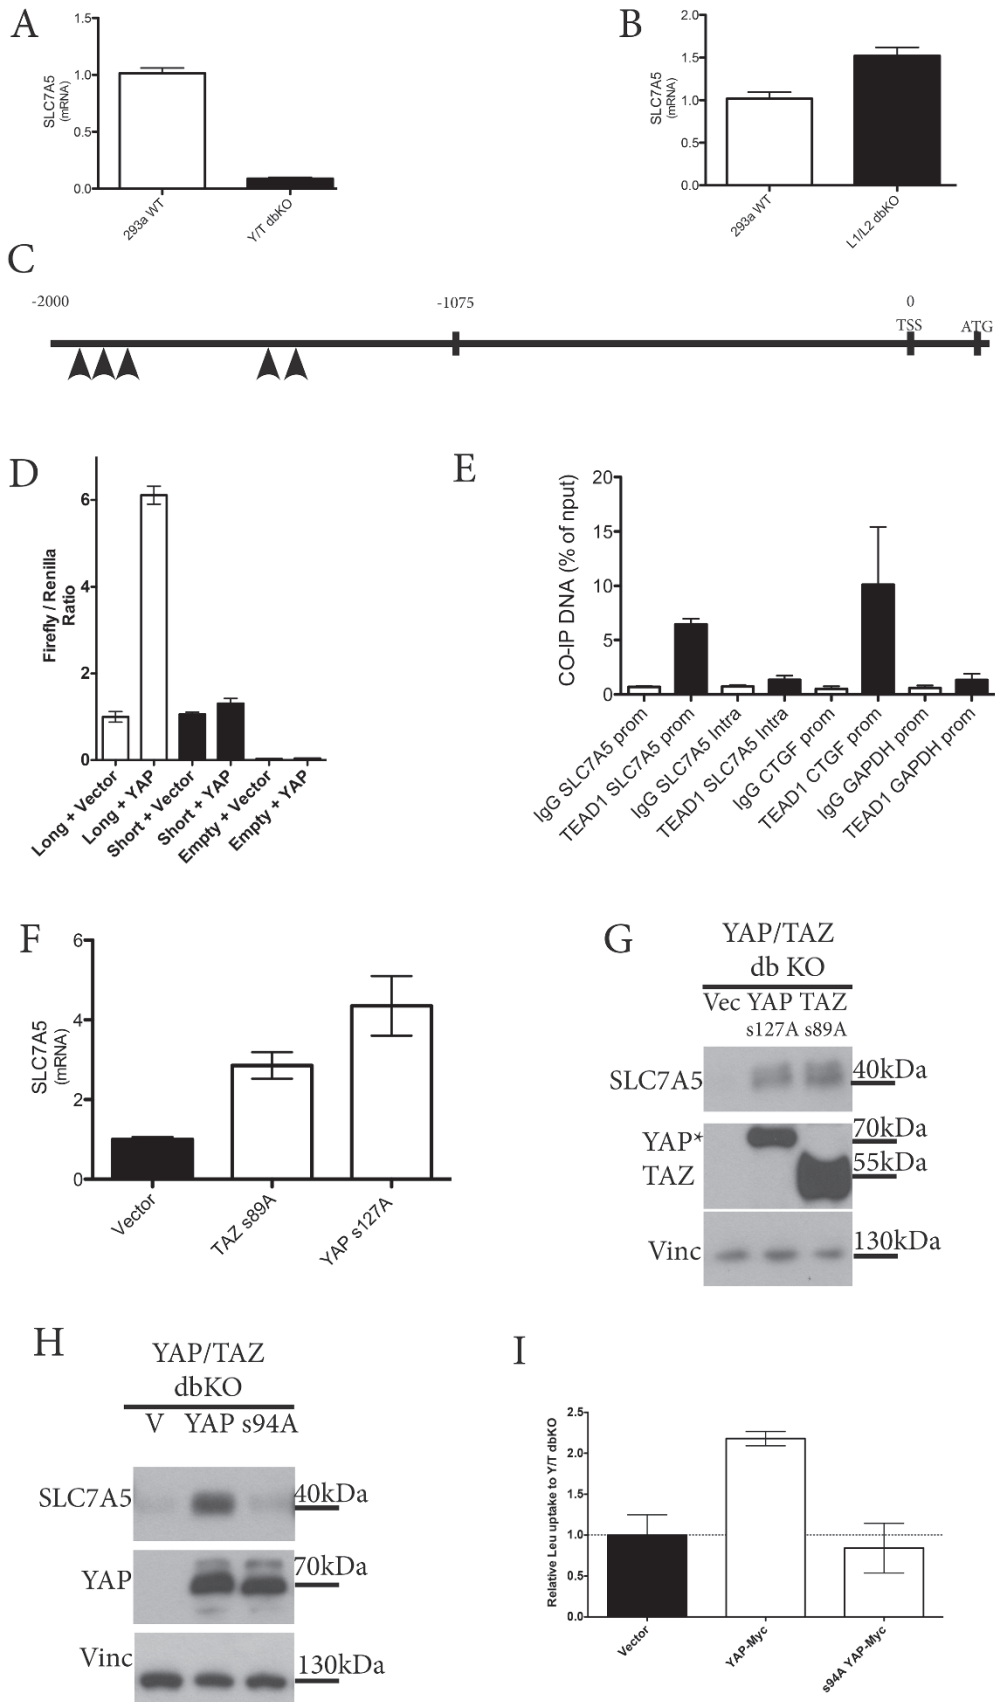 A
SLC7A5
(mRNA)
1.5
1.0
0.5
0.0
293a WT
Y/T dbKO
B
SLC7A5
(mRNA)
2.0
1.5
1.0
0.5
0.0
293a WT
L1/L2 dbKO
C
-2000
-1075
0
TSS
ATG
D
Firefly / Renilla
Ratio
6
4
2
0
Long + Vector
Long + YAP
Short + Vector
Short + YAP
Empty + Vector
Empty + YAP
E
CO-IP DNA (% of nput)
20
15
10
5
0
IgG SLC7A5 prom
TEAD1 SLC7A5 prom
IgG SLC7A5 Intra
TEAD1 SLC7A5 Intra
IgG CTGF prom
TEAD1 CTGF prom
IgG GAPDH prom
TEAD1 GAPDH prom
F
SLC7A5
(mRNA)
6
4
2
0
Vector
TAZ s89A
YAP s127A
G
YAP/TAZ
db KO
Vec YAP TAZ
s127A s89A
SLC7A5
40kDa
YAP*
70kDa
TAZ
55kDa
Vinc
130kDa
H
YAP/TAZ
dbKO
V YAP s94A
SLC7A5
40kDa
YAP
70kDa
Vinc
130kDa
I
Relative Leu uptake to Y/T dbKO
2.5
2.0
1.5
1.0
0.5
0.0
Vector
YAP-Myc
s94A YAP-Myc